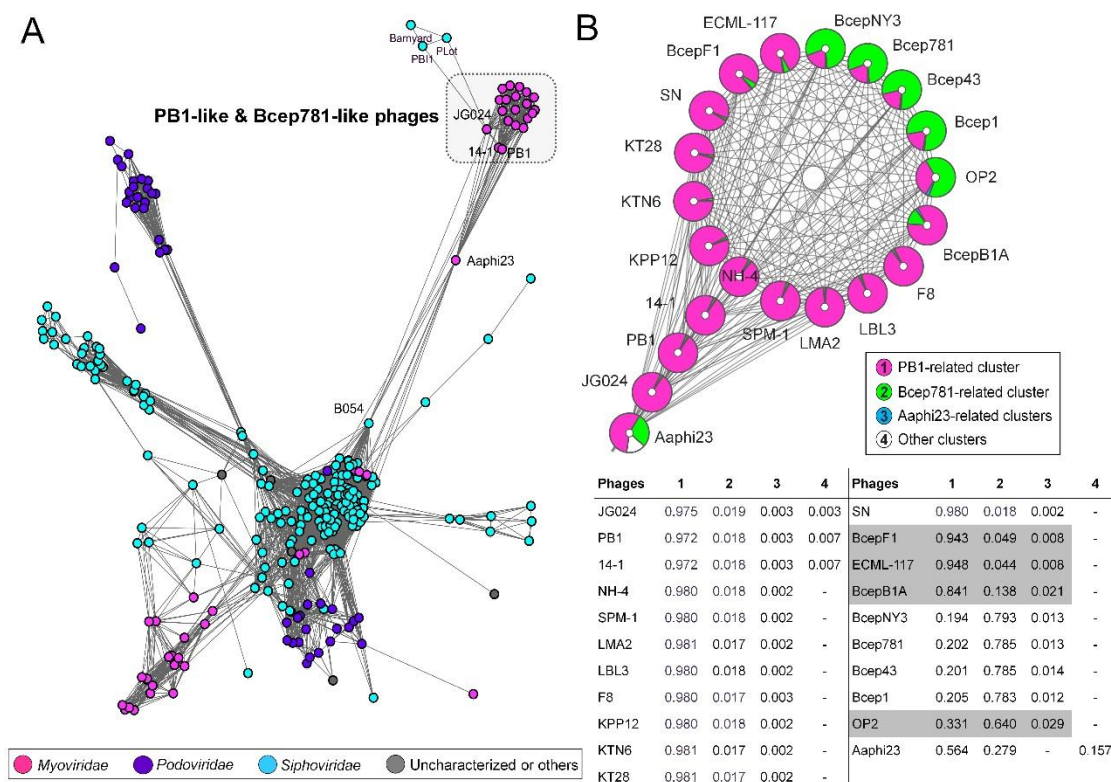 A
Barnyard
PLot
PBI1
PB1-like & Bcep781-like phages
JG024
14-1
PB1
Aaphi23
B054
Myoviridae Podoviridae Siphoviridae Uncharacterized or others
B
ECML-117
BcepNY3
BcepF1
Bcep781
SN
Bcep43
KT28
Bcep1
KTN6
OP2
KPP12
BcepB1A
NH-4
F8
14-1
SPM-1
LMA2
LBL3
PB1
JG024
Aaphi23
1 PB1-related cluster
2 Bcep781-related cluster
3 Aaphi23-related clusters
4 Other clusters
Phages 1 2 3 4 Phages 1 2 3 4
JG024 0.975 0.019 0.003 0.003 SN 0.980 0.018 0.002 -
PB1 0.972 0.018 0.003 0.007 BcepF1 0.943 0.049 0.008 -
14-1 0.972 0.018 0.003 0.007 ECML-117 0.948 0.044 0.008 -
NH-4 0.980 0.018 0.002 - BcepB1A 0.841 0.138 0.021 -
SPM-1 0.980 0.018 0.002 - BcepNY3 0.194 0.793 0.013 -
LMA2 0.981 0.017 0.002 - Bcep781 0.202 0.785 0.013 -
LBL3 0.980 0.018 0.002 - Bcep43 0.201 0.785 0.014 -
F8 0.980 0.017 0.003 - Bcep1 0.205 0.783 0.012 -
KPP12 0.980 0.018 0.002 - OP2 0.331 0.640 0.029 -
KTN6 0.981 0.017 0.002 - Aaphi23 0.564 0.279 - 0.157
KT28 0.981 0.017 0.002 -